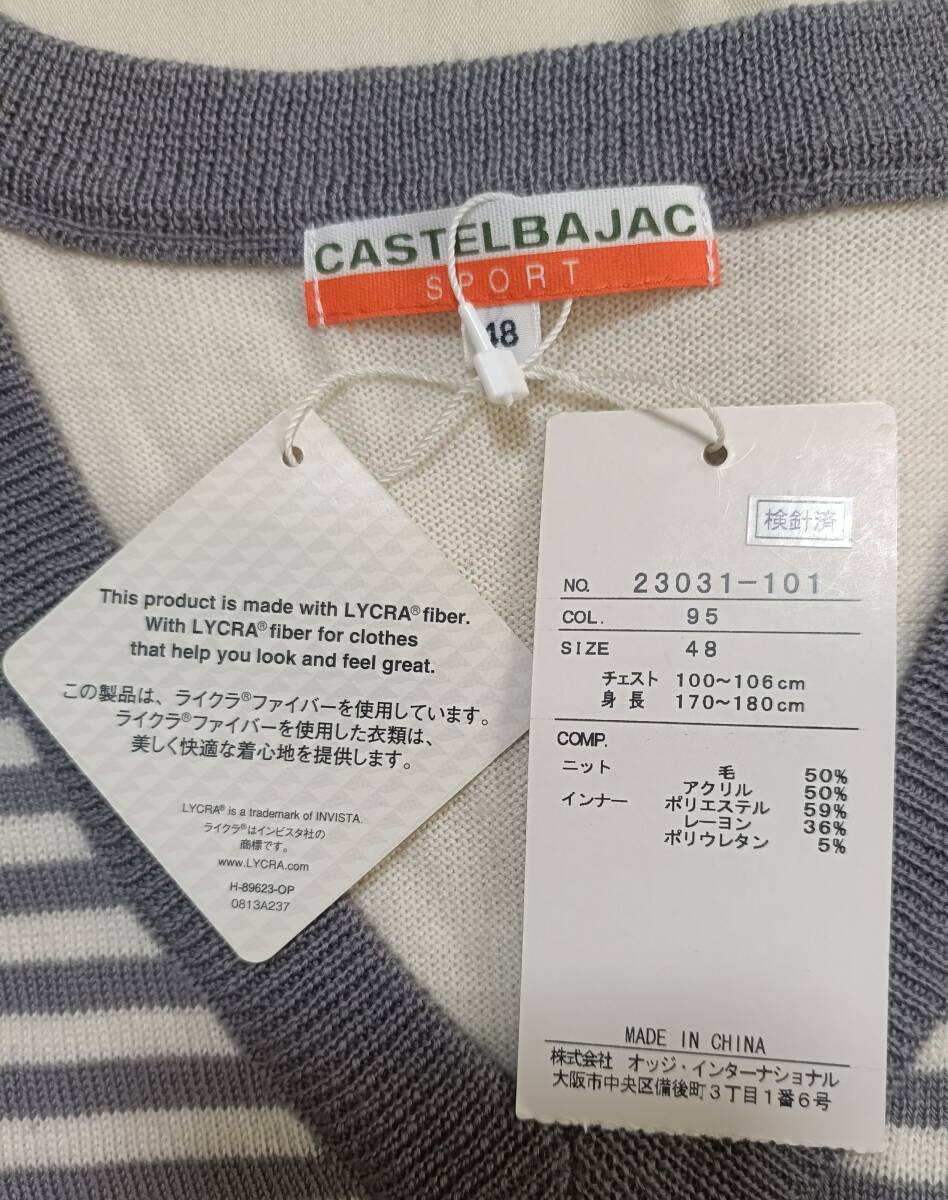 CASTELBAJAC
SPORT
48
This product is made with LYCRA® fiber.
With LYCRA® fiber for clothes
that help you look and feel great.
この製品は、ライクラ®ファイバーを使用しています。
ライクラ®ファイバーを使用した衣類は、
美しく快適な着心地を提供します。
LYCRA® is a trademark of INVISTA.
ライクラ®はインビスタ社の
商標です。
www.LYCRA.com
H-89623-OP
0813A237
検針済
NO. 23031-101
COL. 95
SIZE 48
チェスト 100～106cm
身長 170～180cm
COMP.
ニット 毛 50%
アクリル 50%
インナー ポリエステル 59%
レーヨン 36%
ポリウレタン 5%
MADE IN CHINA
株式会社 オッジ・インターナショナル
大阪市中央区備後町3丁目1番6号